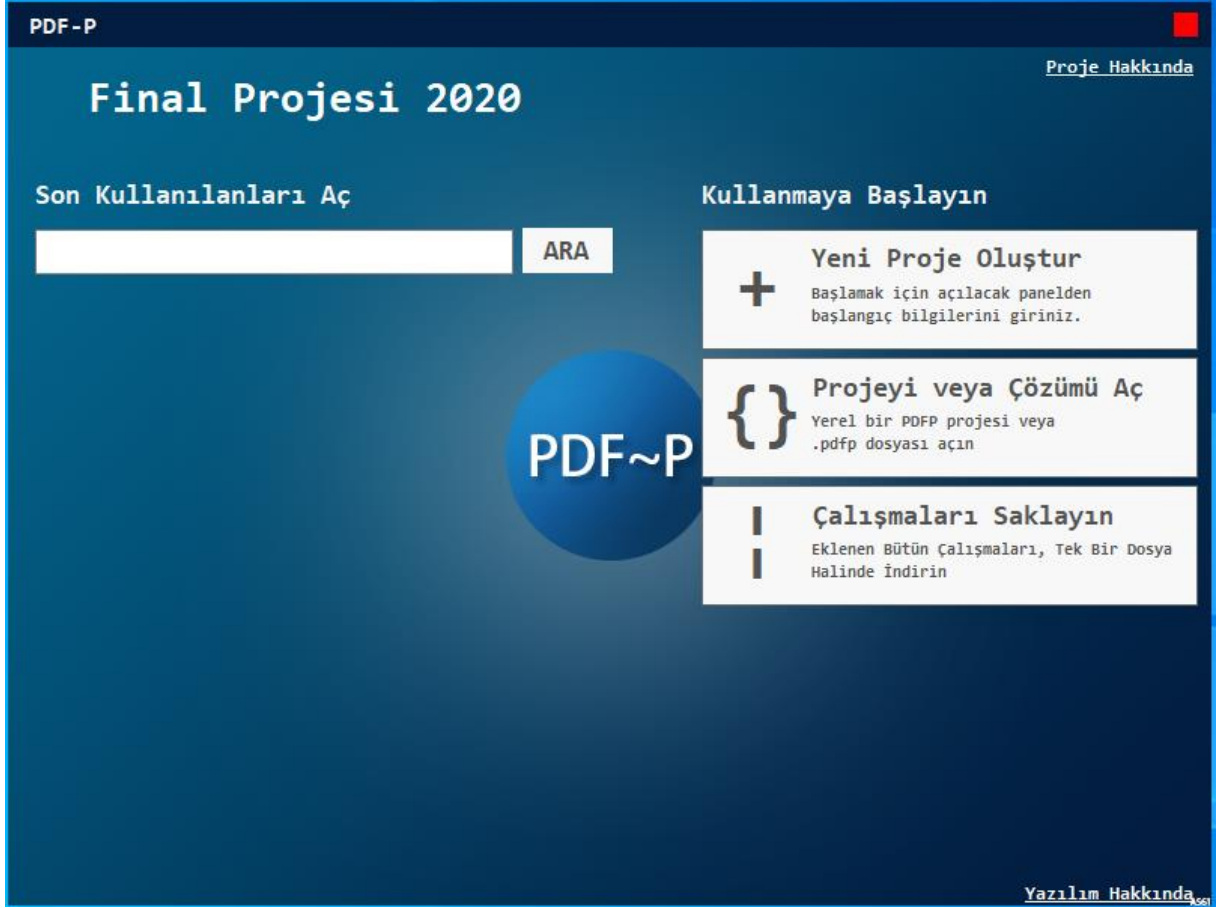 PDF-P
Proje Hakkında
Final Projesi 2020
Son Kullanılanları Aç
ARA
PDF~P
Kullanmaya Başlayın
+ Yeni Proje Oluştur
Başlamak için açılacak panelden
başlangıç bilgilerini giriniz.
{} Projeyi veya Çözümü Aç
Yerel bir PDFP projesi veya
.pdfp dosyası açın
¦ Çalışmaları Saklayın
Eklenen Bütün Çalışmaları, Tek Bir Dosya
Halinde İndirin
Yazılım Hakkında